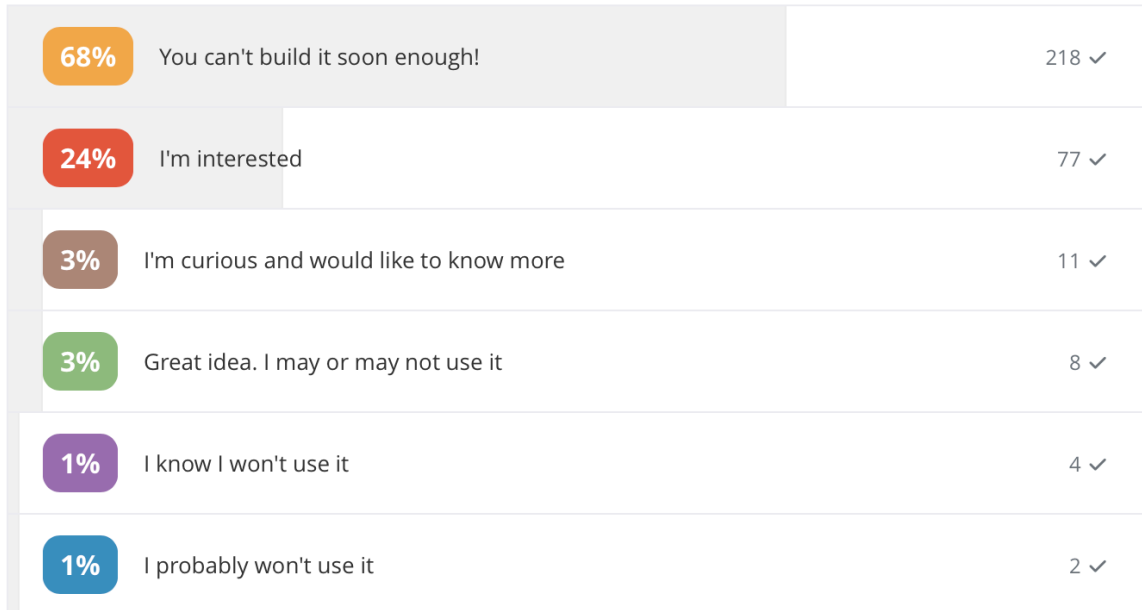 68% You can't build it soon enough! 218 ✓
24% I'm interested 77 ✓
3% I'm curious and would like to know more 11 ✓
3% Great idea. I may or may not use it 8 ✓
1% I know I won't use it 4 ✓
1% I probably won't use it 2 ✓